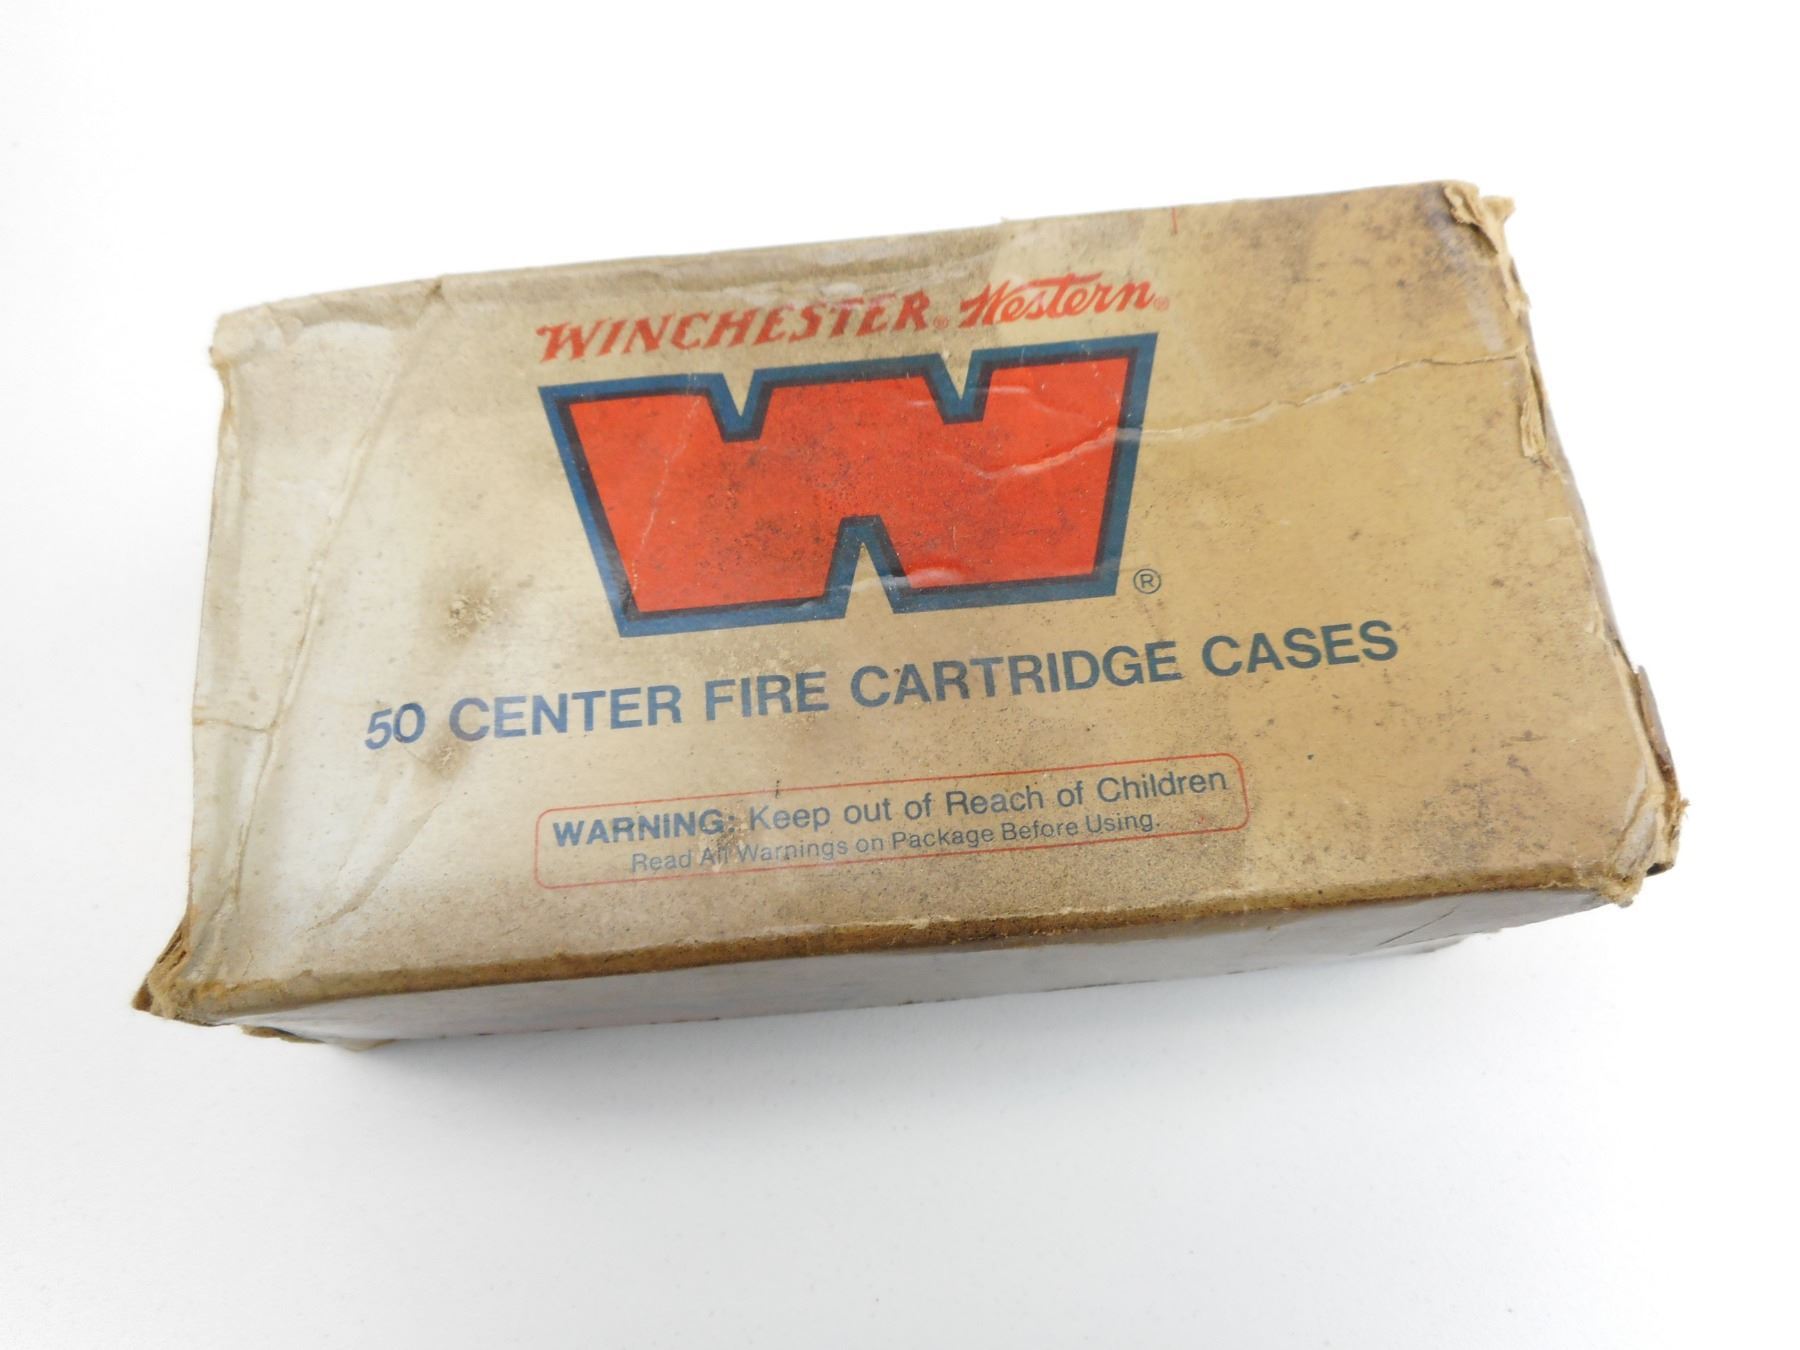 WINCHESTER® Western®
W
®
50 CENTER FIRE CARTRIDGE CASES
WARNING: Keep out of Reach of Children
Read All Warnings on Package Before Using.